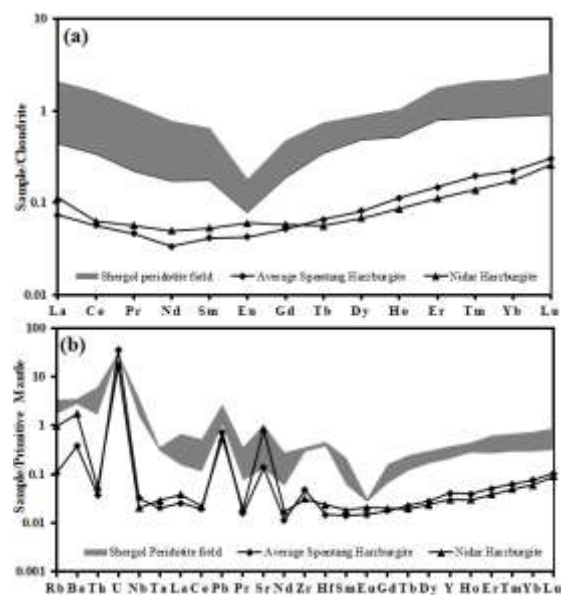 (a)
10
1
0.1
0.01
Sample/Chondrite
Shergol peridotite field Average Spantang Harzburgite Nidar Harzburgite
La Ce Pr Nd Sm Eu Gd Tb Dy Ho Er Tm Yb Lu
(b)
100
10
1
0.1
0.01
0.001
Sample/Primitive Mantle
Shergol Peridotite field Average Spantang Harzburgite Nidar Harzburgite
Rb Ba Th U Nb Ta La Ce Pb Pr Sr Nd Zr Hf Sm Eu Gd Tb Dy Y Ho Er Tm Yb Lu